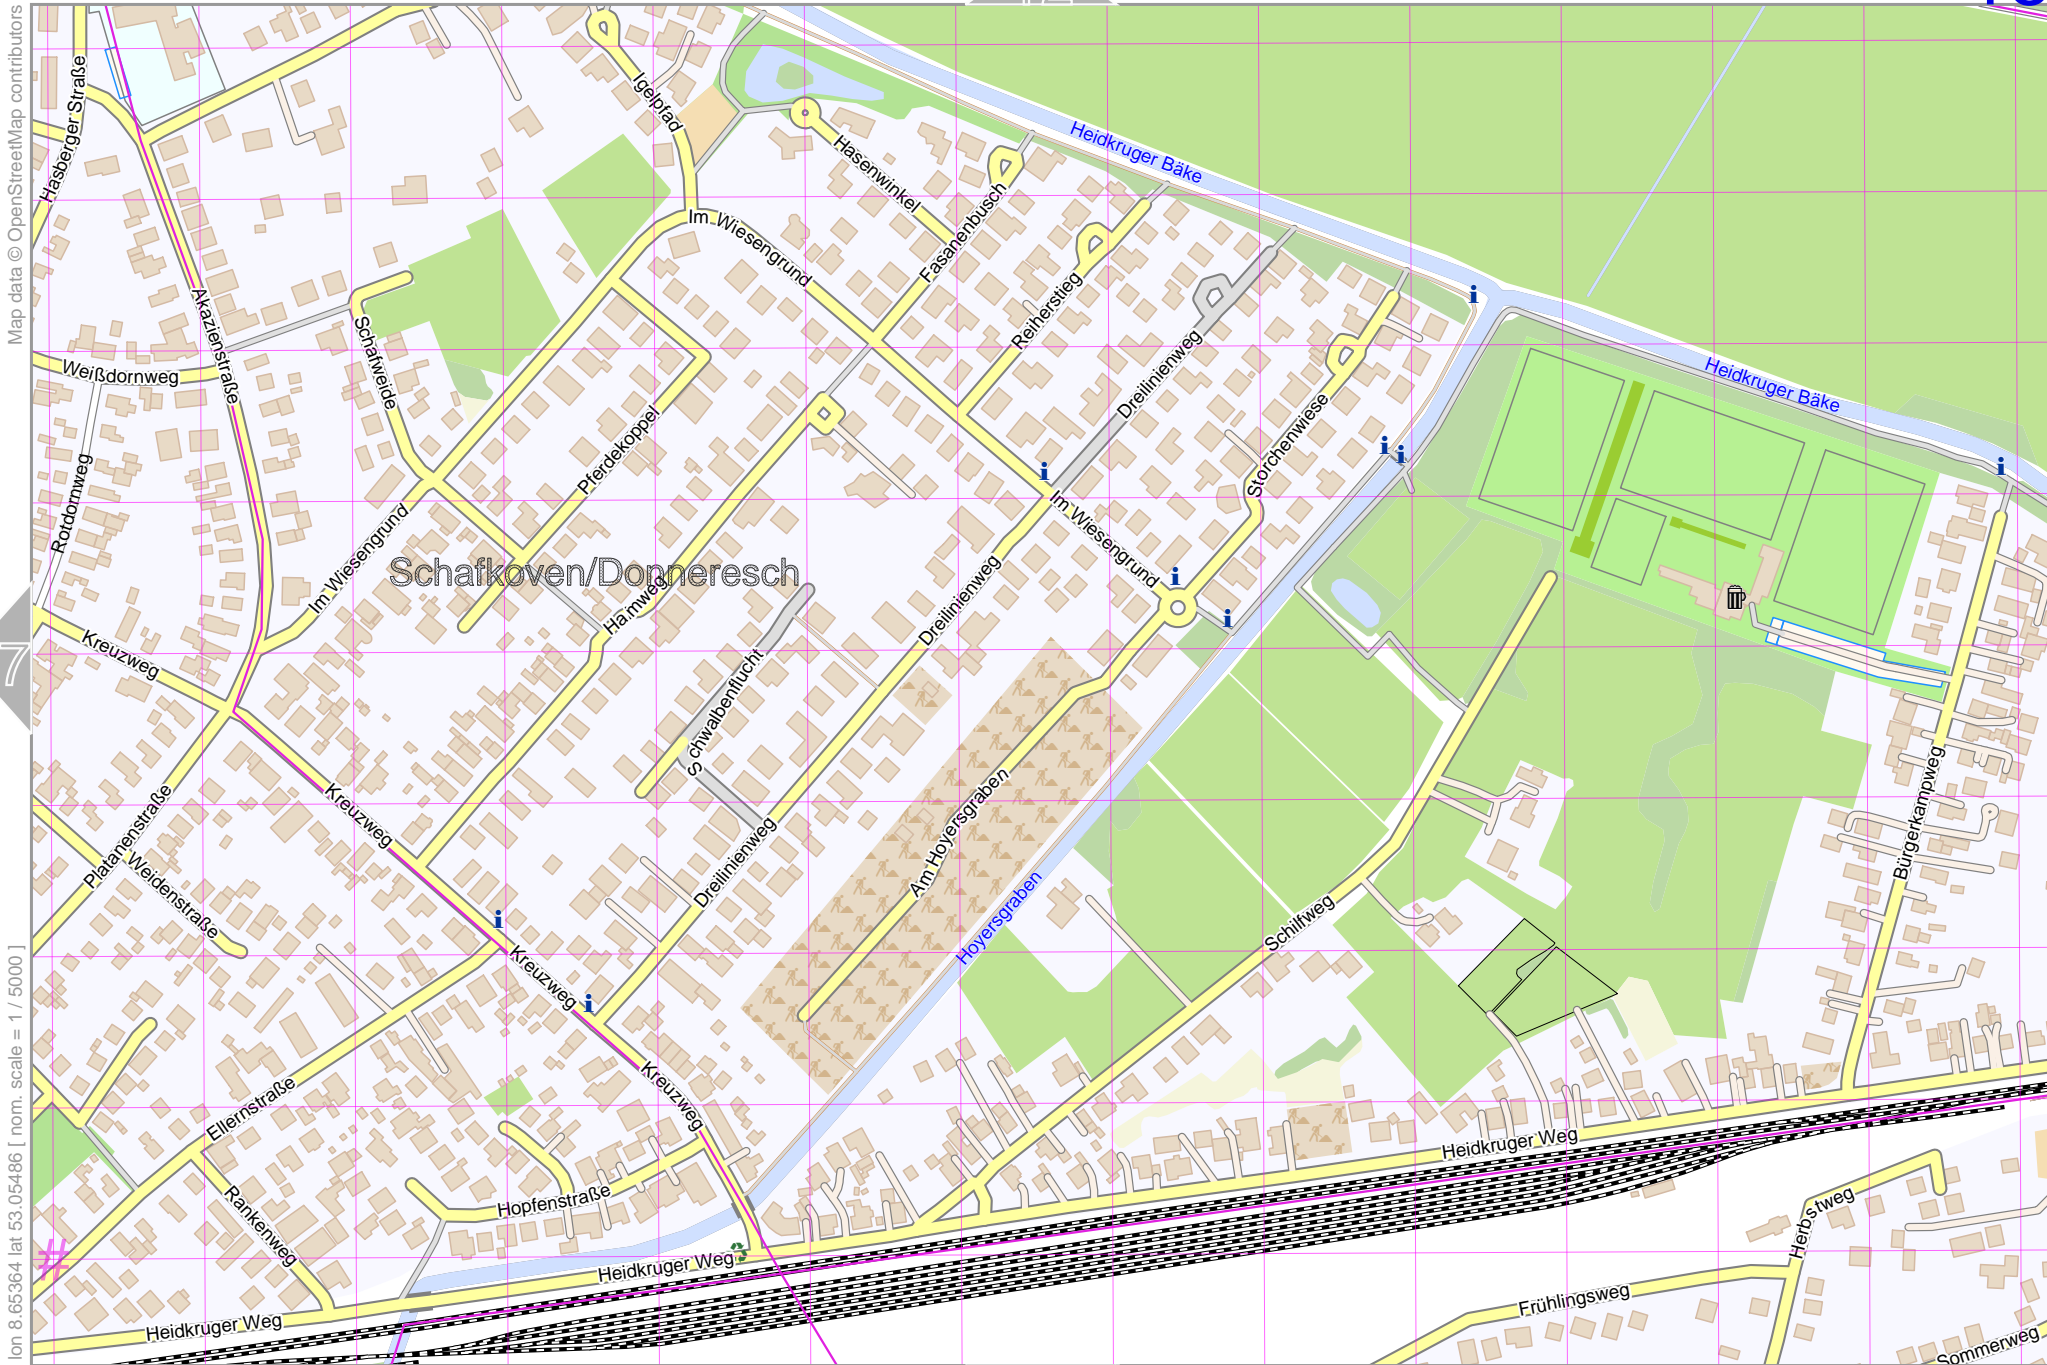 Map data © OpenStreetMap contributors
Hasberger Straße
Igelpfad
Heidkruger Bäke
Hasenwinkel
Im Wiesengrund
Fasanenbusch
Akazienstraße
Reiherstieg
Schafweide
Weißdornweg
Dreilinienweg
Heidkruger Bäke
Storchenwiese
Pferdekoppel
Rotdornweg
Im Wiesengrund
Im Wiesengrund
Schafkoven/Donneresch
Haimweg
Dreilinienweg
Kreuzweg
7
Schwalbenflucht
Bürgerkampweg
Platanenstraße
Kreuzweg
Am Hoyersgraben
Dreilinienweg
Weidenstraße
Hoyersgraben
Schilfweg
Kreuzweg
Kreuzweg
Ellernstraße
Heidkruger Weg
Hopfenstraße
Rankenweg
Herbstweg
#
Heidkruger Weg
Frühlingsweg
Heidkruger Weg
Sommerweg
lon 8.65364 lat 53.05486 [ nom. scale = 1 / 5000 ]